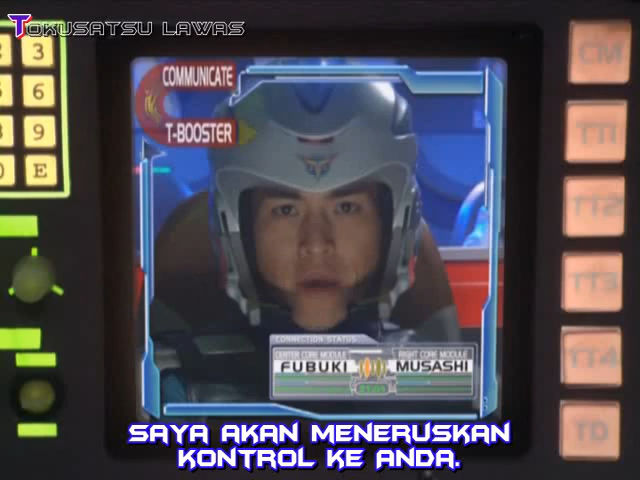 TOKUSATSU LAWAS
3
6
9
0 E
COMMUNICATE
T-BOOSTER
CM
TT1
TT2
TT3
TT4
TD
CONNECTION STATUS
CENTER CORE MODULE RIGHT CORE MODULE
FUBUKI MUSASHI
SAYA AKAN MENERUSKAN
KONTROL KE ANDA.